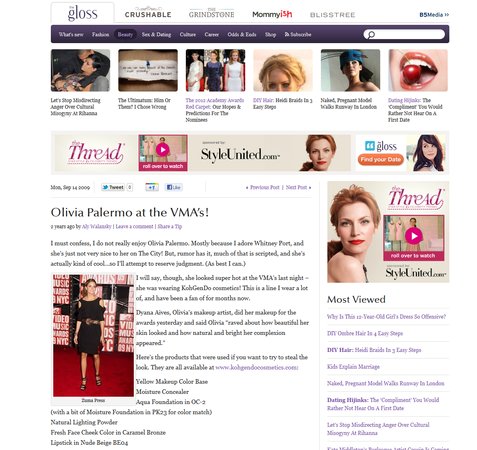 the gloss
CRUSHABLE
THE GRINDSTONE
Mommyish
BLISSTREE
B5Media >>
What's new
Fashion
Beauty
Sex & Dating
Culture
Career
Odds & Ends
Shop
Subscribe
Let's Stop Misdirecting Anger Over Cultural Misogyny At Rihanna
The Ultimatum: Him Or Them? I Chose Wrong
The 2012 Academy Awards Red Carpet: Our Hopes & Predictions For The Nominees
DIY Hair: Heidi Braids In 3 Easy Steps
Naked, Pregnant Model Walks Runway In London
Dating Hijinks: The 'Compliment' You Would Rather Not Hear On A First Date
the Thread
roll over to watch
sponsored by
StyleUnited.com
the gloss
Find your Date
Mon, Sep 14 2009
Tweet 0
+1
Like
« Previous Post | Next Post »
Olivia Palermo at the VMA's!
2 years ago by Aly Walansky | Leave a comment | Share a Tip
I must confess, I do not really enjoy Olivia Palermo. Mostly because I adore Whitney Port, and
she's just not very nice to her on The City! But, rumor has it, much of that is scripted, and she's
actually kind of cool...so I'll attempt to reserve judgment. (As best I can.)
I will say, though, she looked super hot at the VMA's last night –
she was wearing KohGenDo cosmetics! This is a line I wear a lot
of, and have been a fan of for months now.
Dyana Aives, Olivia's makeup artist, did her makeup for the
awards yesterday and said Olivia "raved about how beautiful her
skin looked and how natural and bright her complexion
appeared."
Here's the products that were used if you want to try to steal the
look. They are all available at www.kohgendocosmetics.com:
Zuma Press
Yellow Makeup Color Base
Moisture Concealer
Aqua Foundation in OC-2
(with a bit of Moisture Foundation in PK23 for color match)
Natural Lighting Powder
Fresh Face Cheek Color in Caramel Bronze
Lipstick in Nude Beige BE04
the Thread
roll over to watch
sponsored by
StyleUnited.com
Most Viewed
Why Is This 12-Year-Old Girl's Dress So Offensive?
DIY Ombre Hair In 4 Easy Steps
DIY Hair: Heidi Braids In 3 Easy Steps
Kids Explain Marriage
Naked, Pregnant Model Walks Runway In London
Dating Hijinks: The 'Compliment' You Would
Rather Not Hear On A First Date
Let's Stop Misdirecting Anger Over Cultural
Misogyny At Rihanna